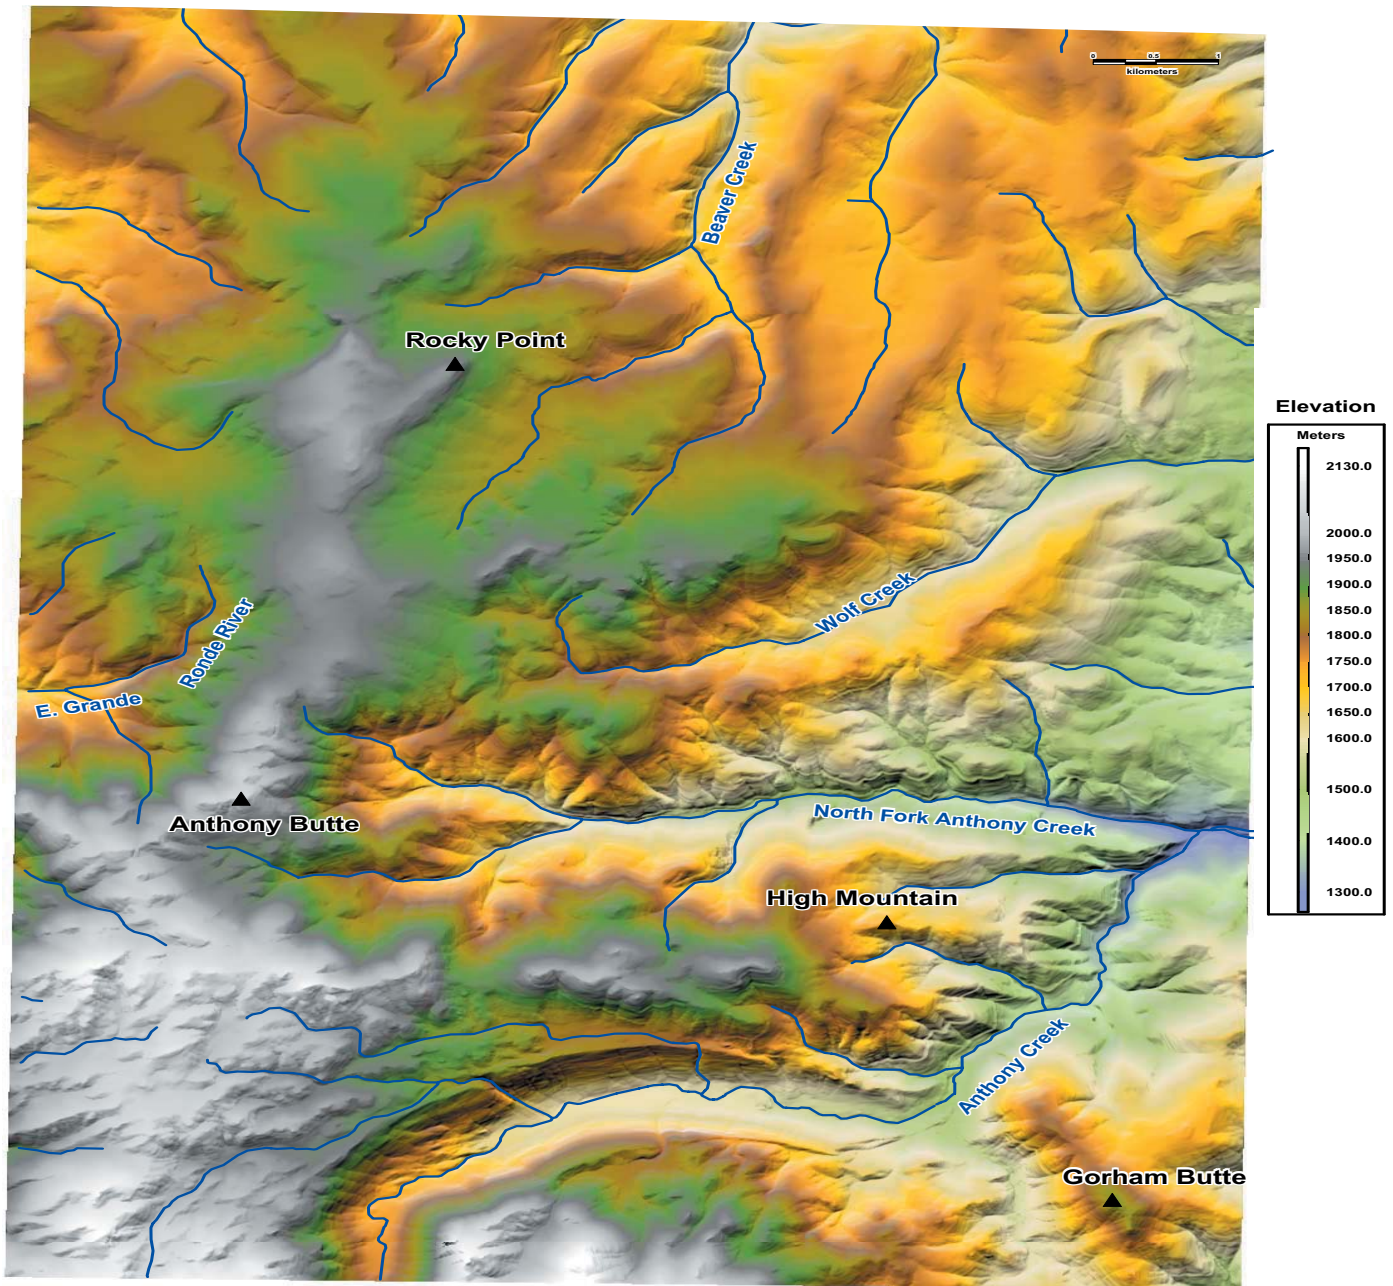 0 0.5 1
kilometers
Beaver Creek
Rocky Point
Elevation
Meters
2130.0
2000.0
1950.0
1900.0
1850.0
1800.0
1750.0
1700.0
1650.0
1600.0
1500.0
1400.0
1300.0
Wolf Creek
Ronde River
E. Grande
Anthony Butte
North Fork Anthony Creek
High Mountain
Anthony Creek
Gorham Butte